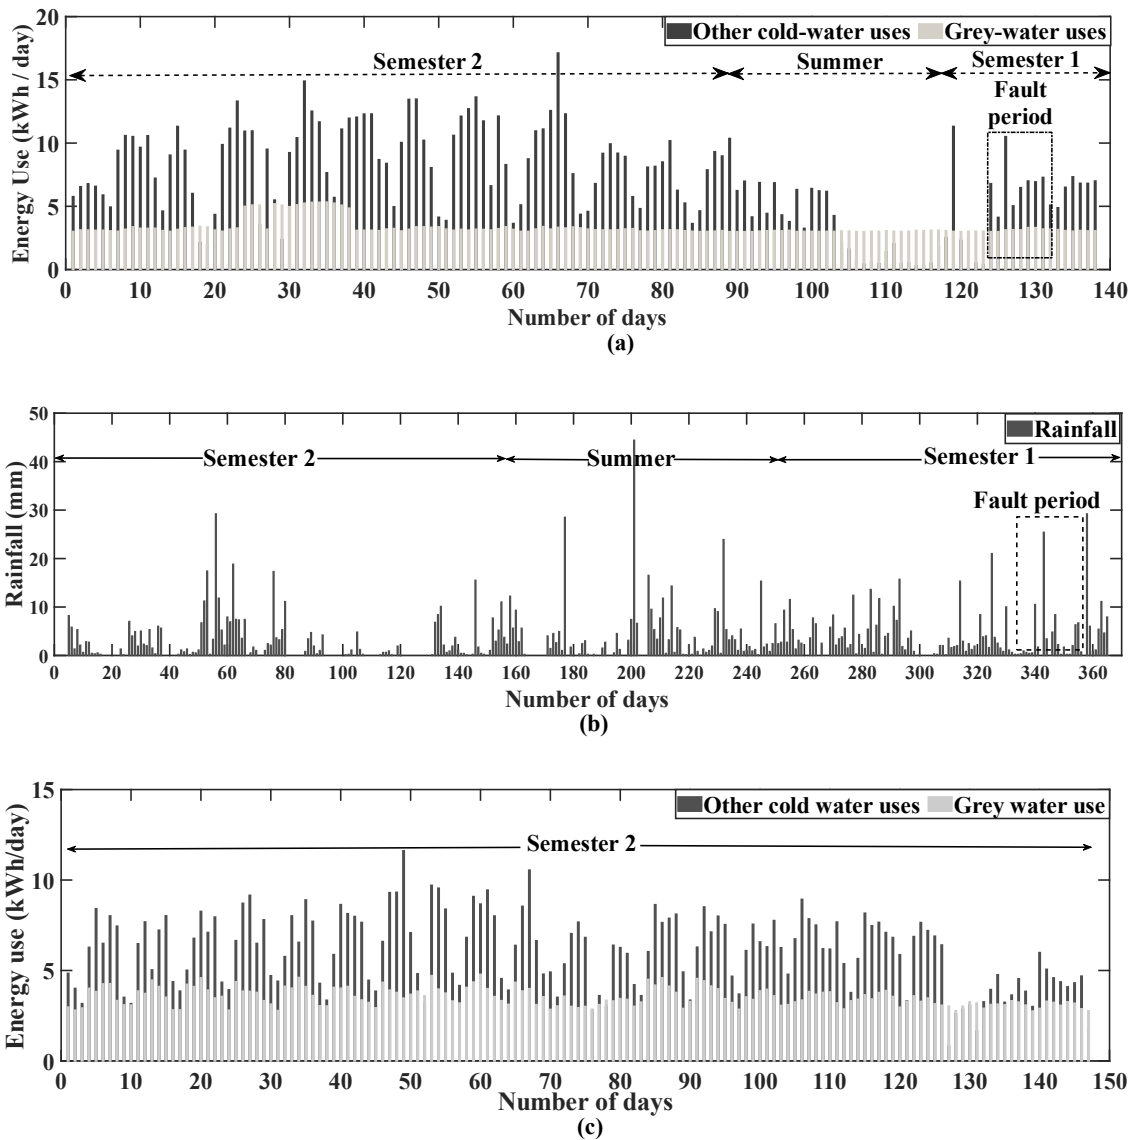 20
15
10
5
0
Energy Use (kWh / day)
Other cold-water uses Grey-water uses
Semester 2 Summer Semester 1
Fault
period
0 10 20 30 40 50 60 70 80 90 100 110 120 130 140
Number of days
(a)
50
40
30
20
10
0
Rainfall (mm)
Rainfall
Semester 2 Summer Semester 1
Fault period
0 20 40 60 80 100 120 140 160 180 200 220 240 260 280 300 320 340 360
Number of days
(b)
15
10
5
0
Energy use (kWh/day)
Other cold water uses Grey water use
Semester 2
0 10 20 30 40 50 60 70 80 90 100 110 120 130 140 150
Number of days
(c)